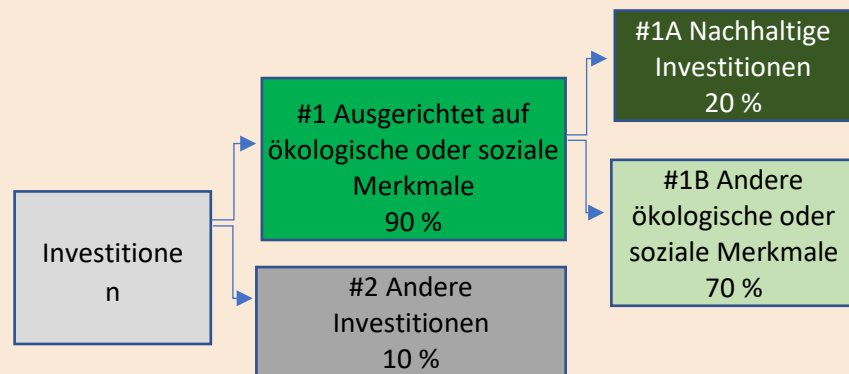 Investitione
n
#1 Ausgerichtet auf
ökologische oder soziale
Merkmale
90 %
#2 Andere
Investitionen
10 %
#1A Nachhaltige
Investitionen
20 %
#1B Andere
ökologische oder
soziale Merkmale
70 %